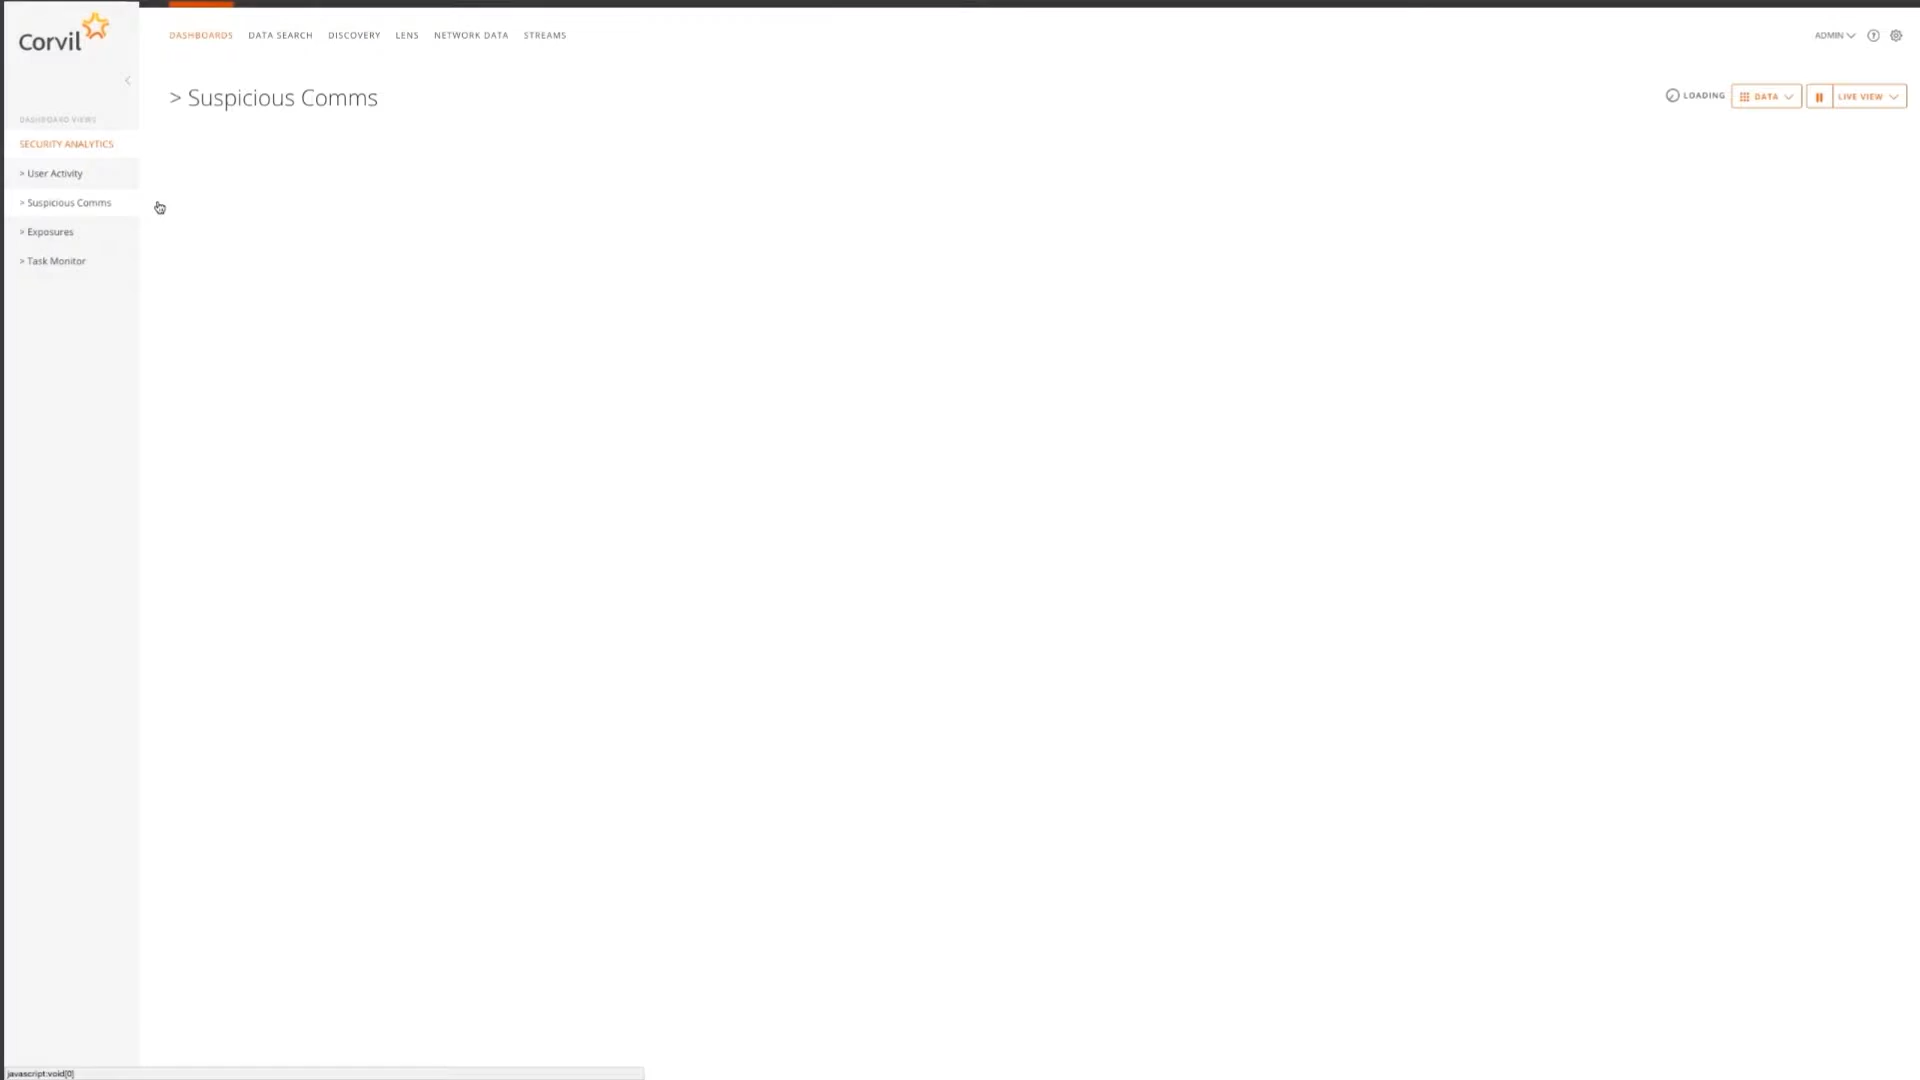 Corvil
DASHBOARDS DATA SEARCH DISCOVERY LENS NETWORK DATA STREAMS
ADMIN
> Suspicious Comms
LOADING DATA LIVE VIEW
DASHBOARD VIEWS
SECURITY ANALYTICS
> User Activity
> Suspicious Comms
> Exposures
> Task Monitor
javascript:void(0)